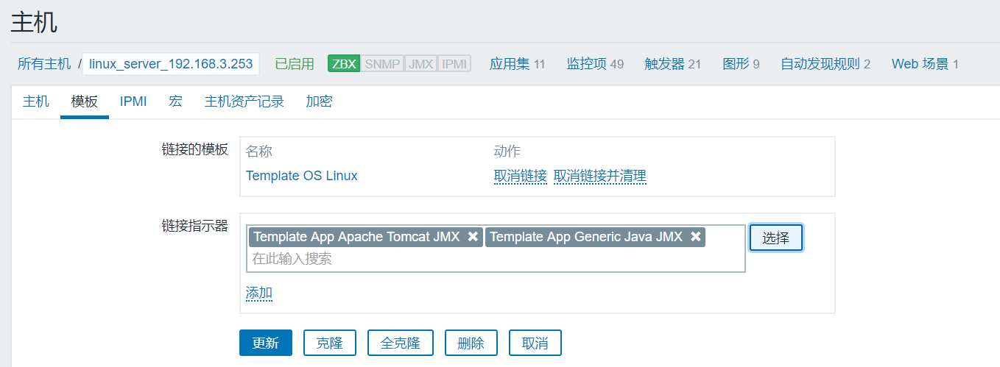 主机
所有主机 / linux_server_192.168.3.253 已启用 ZBX SNMP JMX IPMI 应用集 11 监控项 49 触发器 21 图形 9 自动发现规则 2 Web 场景 1
主机 模板 IPMI 宏 主机资产记录 加密
链接的模板 名称 动作
Template OS Linux 取消链接 取消链接并清理
链接指示器
Template App Apache Tomcat JMX ✖ Template App Generic Java JMX ✖ 选择
在此输入搜索
添加
更新 克隆 全克隆 删除 取消